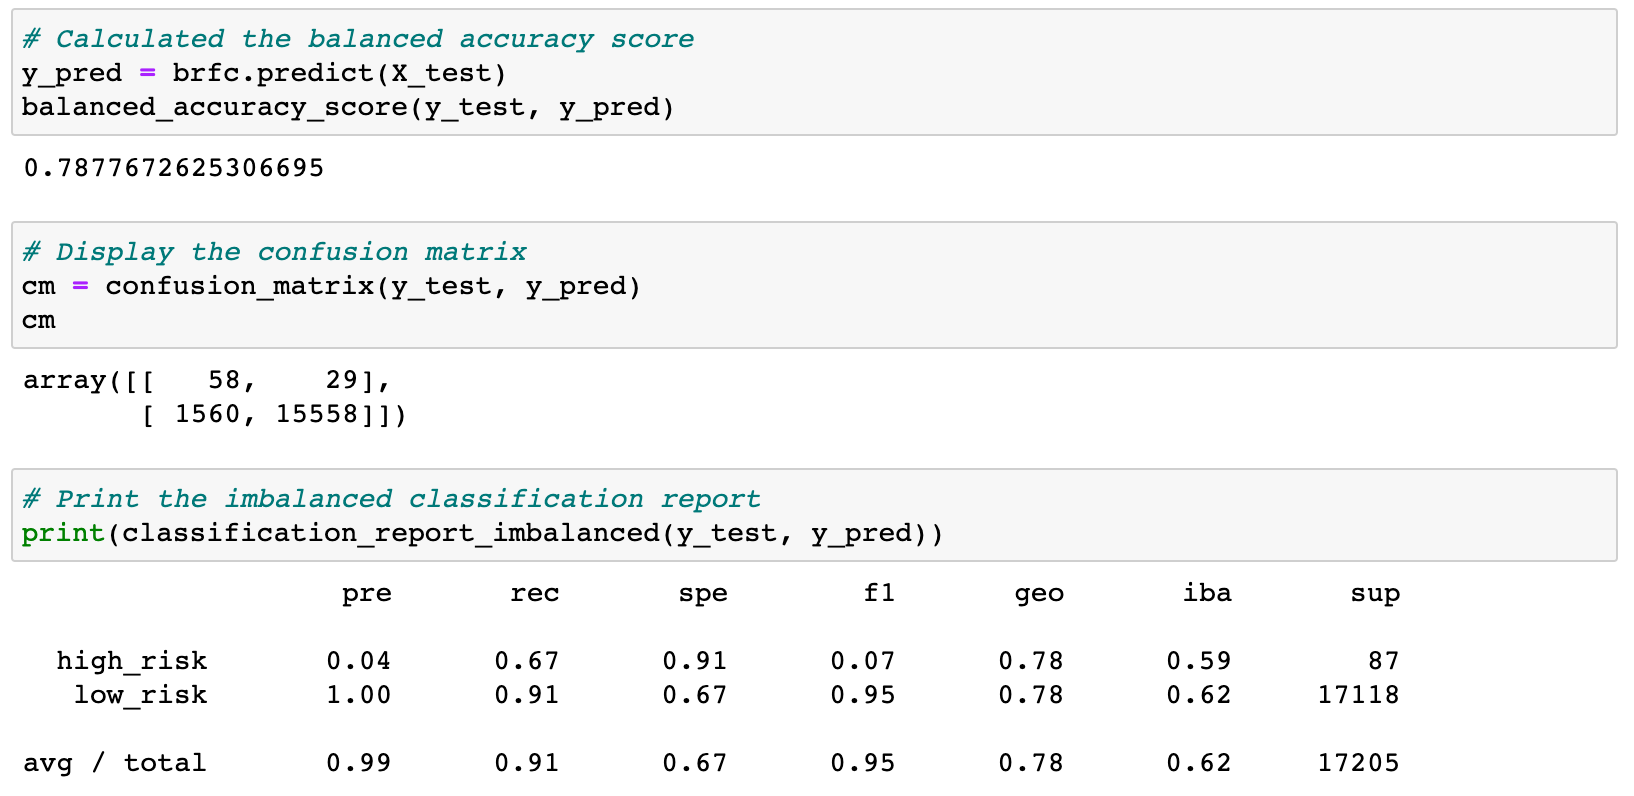 # Calculated the balanced accuracy score
y_pred = brfc.predict(X_test)
balanced_accuracy_score(y_test, y_pred)
0.7877672625306695
# Display the confusion matrix
cm = confusion_matrix(y_test, y_pred)
cm
array([[   58,    29],
       [ 1560, 15558]])
# Print the imbalanced classification report
print(classification_report_imbalanced(y_test, y_pred))
                   pre       rec       spe        f1       geo       iba       sup
  high_risk       0.04      0.67      0.91      0.07      0.78      0.59        87
   low_risk       1.00      0.91      0.67      0.95      0.78      0.62     17118
avg / total       0.99      0.91      0.67      0.95      0.78      0.62     17205